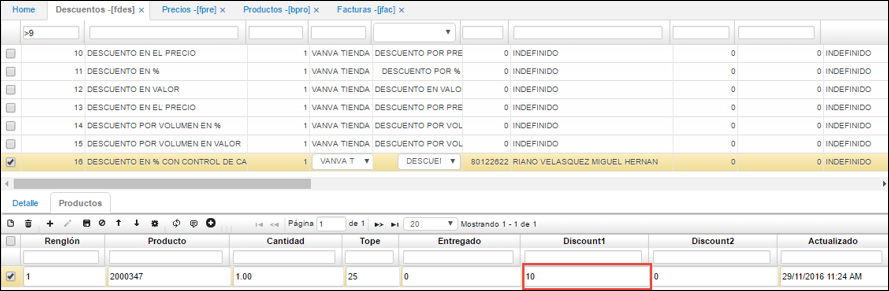 Home Descuentos -[fdes] × Precios -[fpre] × Productos -[bpro] × Facturas -[jfac] ×
>9
10 DESCUENTO EN EL PRECIO 1 VANVA TIENDA DESCUENTO POR PRE 0 INDEFINIDO 0 0 INDEFINIDO
11 DESCUENTO EN % 1 VANVA TIENDA DESCUENTO POR % 0 INDEFINIDO 0 0 INDEFINIDO
12 DESCUENTO EN VALOR 1 VANVA TIENDA DESCUENTO EN VALO 0 INDEFINIDO 0 0 INDEFINIDO
13 DESCUENTO EN EL PRECIO 1 VANVA TIENDA DESCUENTO POR PRE 0 INDEFINIDO 0 0 INDEFINIDO
14 DESCUENTO POR VOLUMEN EN % 1 VANVA TIENDA DESCUENTO POR VOL 0 INDEFINIDO 0 0 INDEFINIDO
15 DESCUENTO POR VOLUMEN EN VALOR 1 VANVA TIENDA DESCUENTO POR VOL 0 INDEFINIDO 0 0 INDEFINIDO
16 DESCUENTO EN % CON CONTROL DE CA 1 VANVA T DESCUE 80122622 RIANO VELASQUEZ MIGUEL HERNAN 0 0 INDEFINIDO
Detalle Productos
Página 1 de 1 20 Mostrando 1 - 1 de 1
Renglón Producto Cantidad Tope Entregado Discount1 Discount2 Actualizado
1 2000347 1.00 25 0 10 0 29/11/2016 11:24 AM